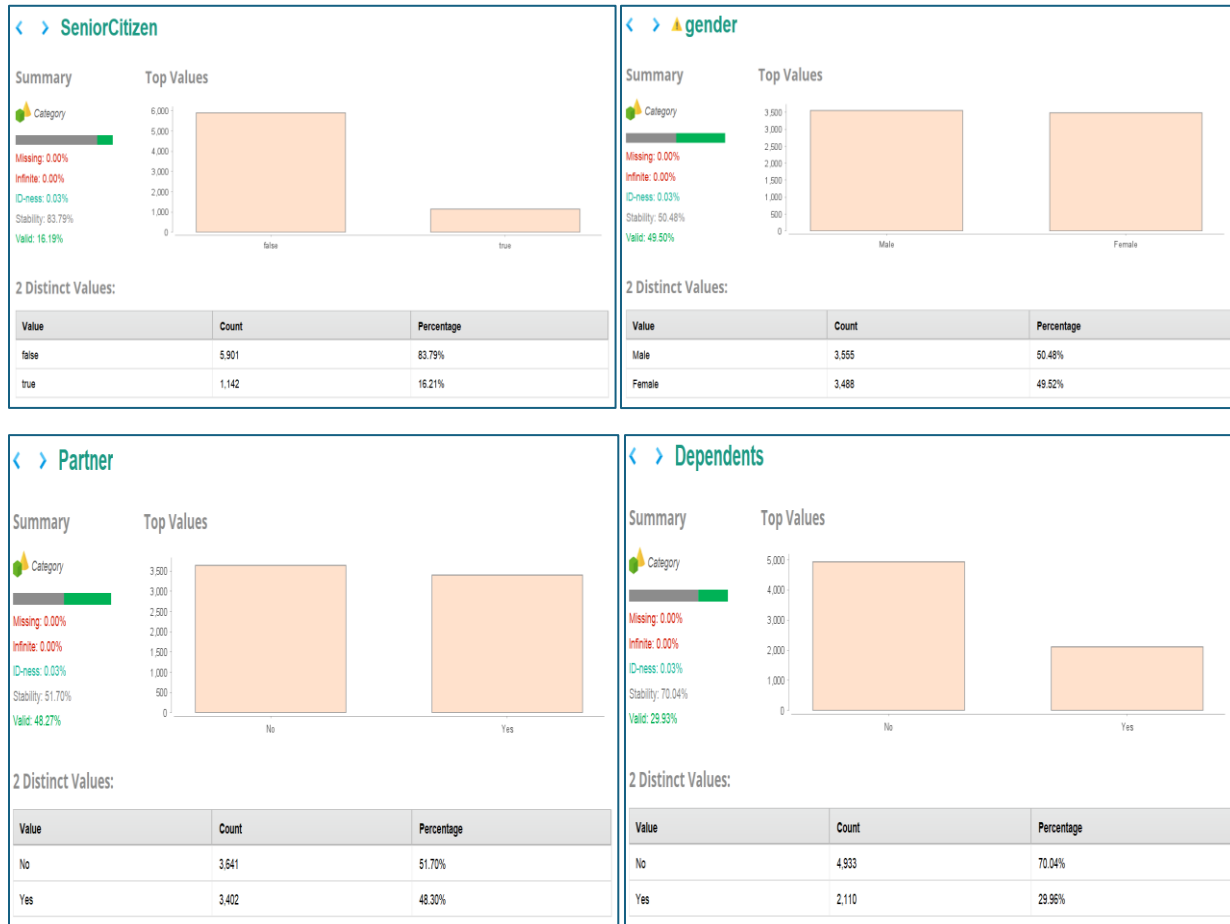 SeniorCitizen
Summary
Top Values
Category
Missing: 0.00%
Infinite: 0.00%
ID-ness: 0.03%
Stability: 83.79%
Valid: 16.19%
6,000
5,000
4,000
3,000
2,000
1,000
0
false true
2 Distinct Values:
Value Count Percentage
false 5,901 83.79%
true 1,142 16.21%
gender
Summary
Top Values
Category
Missing: 0.00%
Infinite: 0.00%
ID-ness: 0.03%
Stability: 50.48%
Valid: 49.50%
3,500
3,000
2,500
2,000
1,500
1,000
500
0
Male Female
2 Distinct Values:
Value Count Percentage
Male 3,555 50.48%
Female 3,488 49.52%
Partner
Summary
Top Values
Category
Missing: 0.00%
Infinite: 0.00%
ID-ness: 0.03%
Stability: 51.70%
Valid: 48.27%
3,500
3,000
2,500
2,000
1,500
1,000
500
0
No Yes
2 Distinct Values:
Value Count Percentage
No 3,641 51.70%
Yes 3,402 48.30%
Dependents
Summary
Top Values
Category
Missing: 0.00%
Infinite: 0.00%
ID-ness: 0.03%
Stability: 70.04%
Valid: 29.93%
5,000
4,000
3,000
2,000
1,000
0
No Yes
2 Distinct Values:
Value Count Percentage
No 4,933 70.04%
Yes 2,110 29.96%